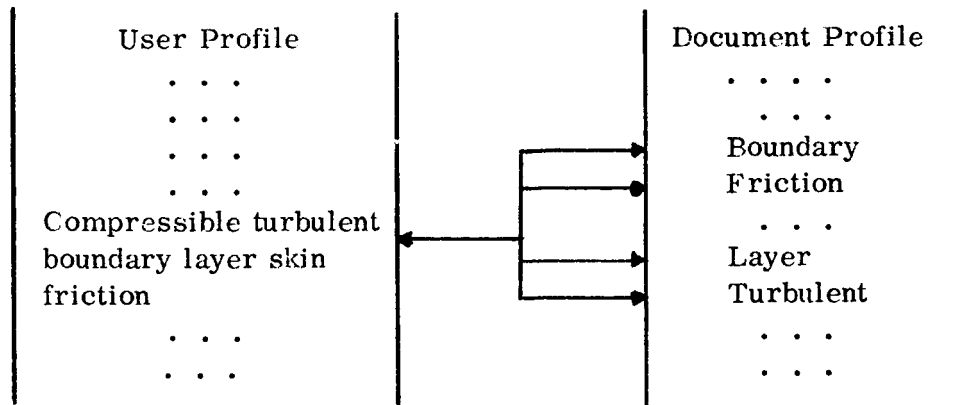 User Profile
. . .
. . .
. . .
. . .
Compressible turbulent
boundary layer skin
friction
. . .
. . .
Document Profile
. . . .
. . .
Boundary
Friction
. . .
Layer
Turbulent
. . .
. . .